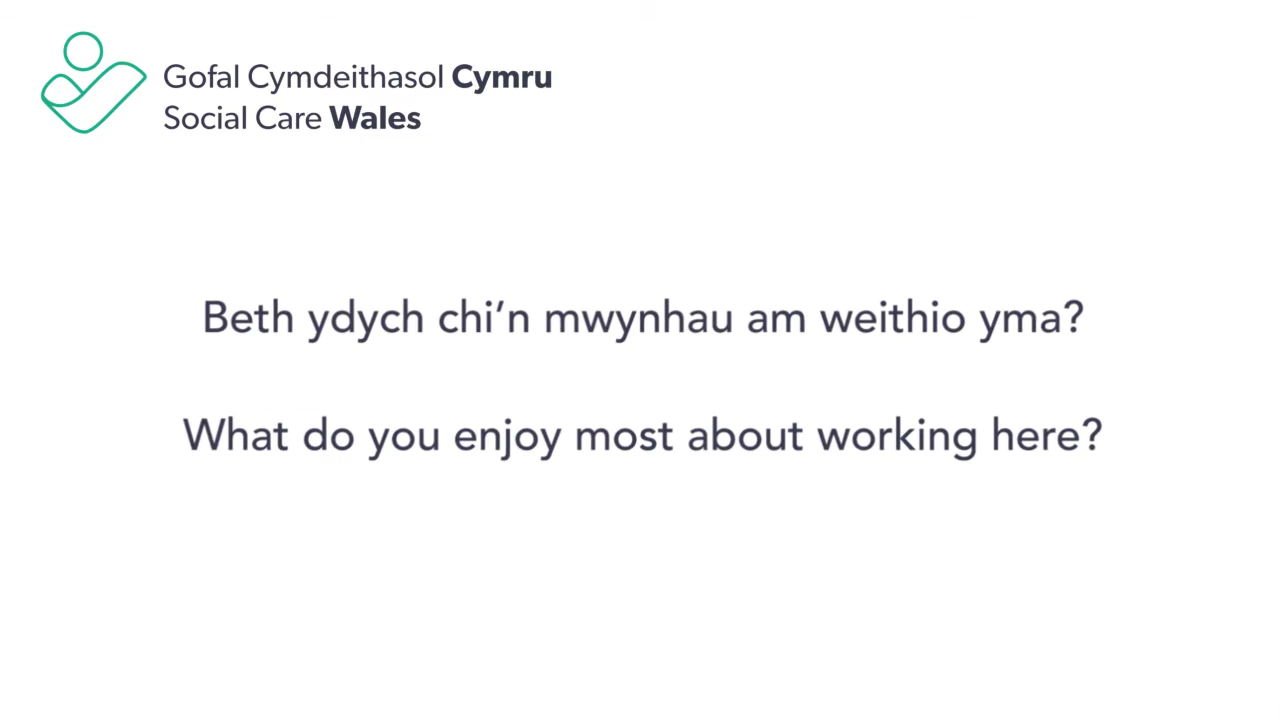 Gofal Cymdeithasol Cymru
Social Care Wales
Beth ydych chi’n mwynhau am weithio yma?
What do you enjoy most about working here?